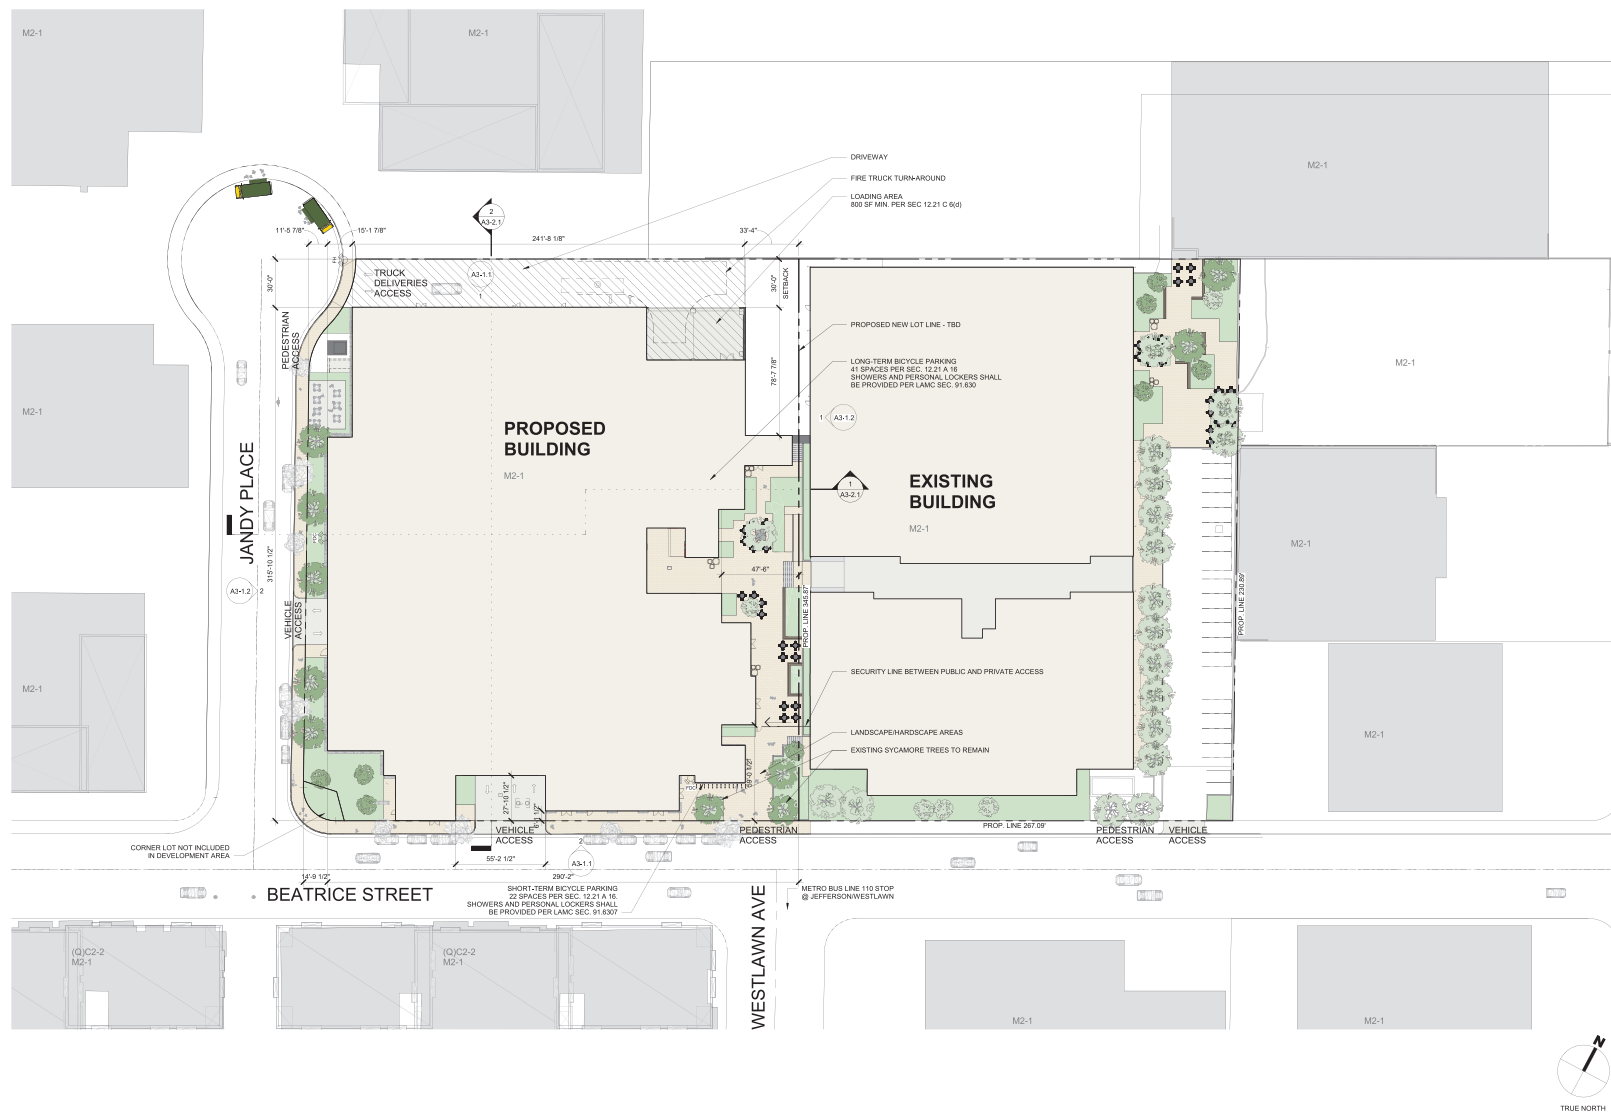 M2-1
M2-1
M2-1
DRIVEWAY
FIRE TRUCK TURN-AROUND
LOADING AREA
800 SF MIN. PER SEC 12.21 C 6(d)
2
A3-2.1
11'-5 7/8"
15'-1 7/8"
241'-8 1/8"
33'-4"
FH
TRUCK
DELIVERIES
ACCESS
A3-1.1
1
30'-0"
30'-0"
SETBACK
PEDESTRIAN
ACCESS
PROPOSED NEW LOT LINE - TBD
LONG-TERM BICYCLE PARKING
41 SPACES PER SEC. 12.21 A 16
SHOWERS AND PERSONAL LOCKERS SHALL
BE PROVIDED PER LAMC SEC. 91.630
78'-7 7/8"
M2-1
M2-1
1
A3-1.2
PROPOSED
BUILDING
M2-1
EXISTING
BUILDING
M2-1
1
A3-2.1
JANDY PLACE
FDC
315'-10 1/2"
M2-1
47'-6"
A3-1.2
2
VEHICLE
ACCESS
PROP. LINE 345.87'
PROP. LINE 230.89'
SECURITY LINE BETWEEN PUBLIC AND PRIVATE ACCESS
M2-1
LANDSCAPE/HARDSCAPE AREAS
EXISTING SYCAMORE TREES TO REMAIN
M2-1
FDC
27'-10 1/2"
PROP. LINE 267.09'
VEHICLE
ACCESS
PEDESTRIAN
ACCESS
PEDESTRIAN
ACCESS
VEHICLE
ACCESS
CORNER LOT NOT INCLUDED
IN DEVELOPMENT AREA
2
A3-1.1
55'-2 1/2"
14'-9 1/2"
290'-2"
BEATRICE STREET
SHORT-TERM BICYCLE PARKING
22 SPACES PER SEC. 12.21 A 16.
SHOWERS AND PERSONAL LOCKERS SHALL
BE PROVIDED PER LAMC SEC. 91.6307
METRO BUS LINE 110 STOP
@ JEFFERSON/WESTLAWN
WESTLAWN AVE
(Q)C2-2
M2-1
(Q)C2-2
M2-1
M2-1
M2-1
N
TRUE NORTH